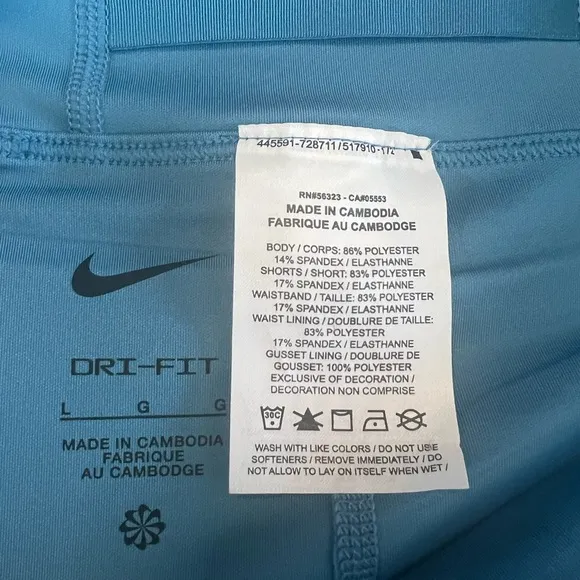 445591-728711/517910-172
RN#56323 - CA#05553
MADE IN CAMBODIA
FABRIQUE AU CAMBODGE
BODY / CORPS: 86% POLYESTER
14% SPANDEX / ELASTHANNE
SHORTS / SHORT: 83% POLYESTER
17% SPANDEX / ELASTHANNE
WAISTBAND / TAILLE: 83% POLYESTER
17% SPANDEX / ELASTHANNE
WAIST LINING / DOUBLURE DE TAILLE:
83% POLYESTER
17% SPANDEX / ELASTHANNE
GUSSET LINING / DOUBLURE DE
GOUSSET: 100% POLYESTER
EXCLUSIVE OF DECORATION /
DECORATION NON COMPRISE
30C
WASH WITH LIKE COLORS / DO NOT USE
SOFTENERS / REMOVE IMMEDIATELY / DO
NOT ALLOW TO LAY ON ITSELF WHEN WET /
DRI-FIT
L G G
MADE IN CAMBODIA
FABRIQUE
AU CAMBODGE